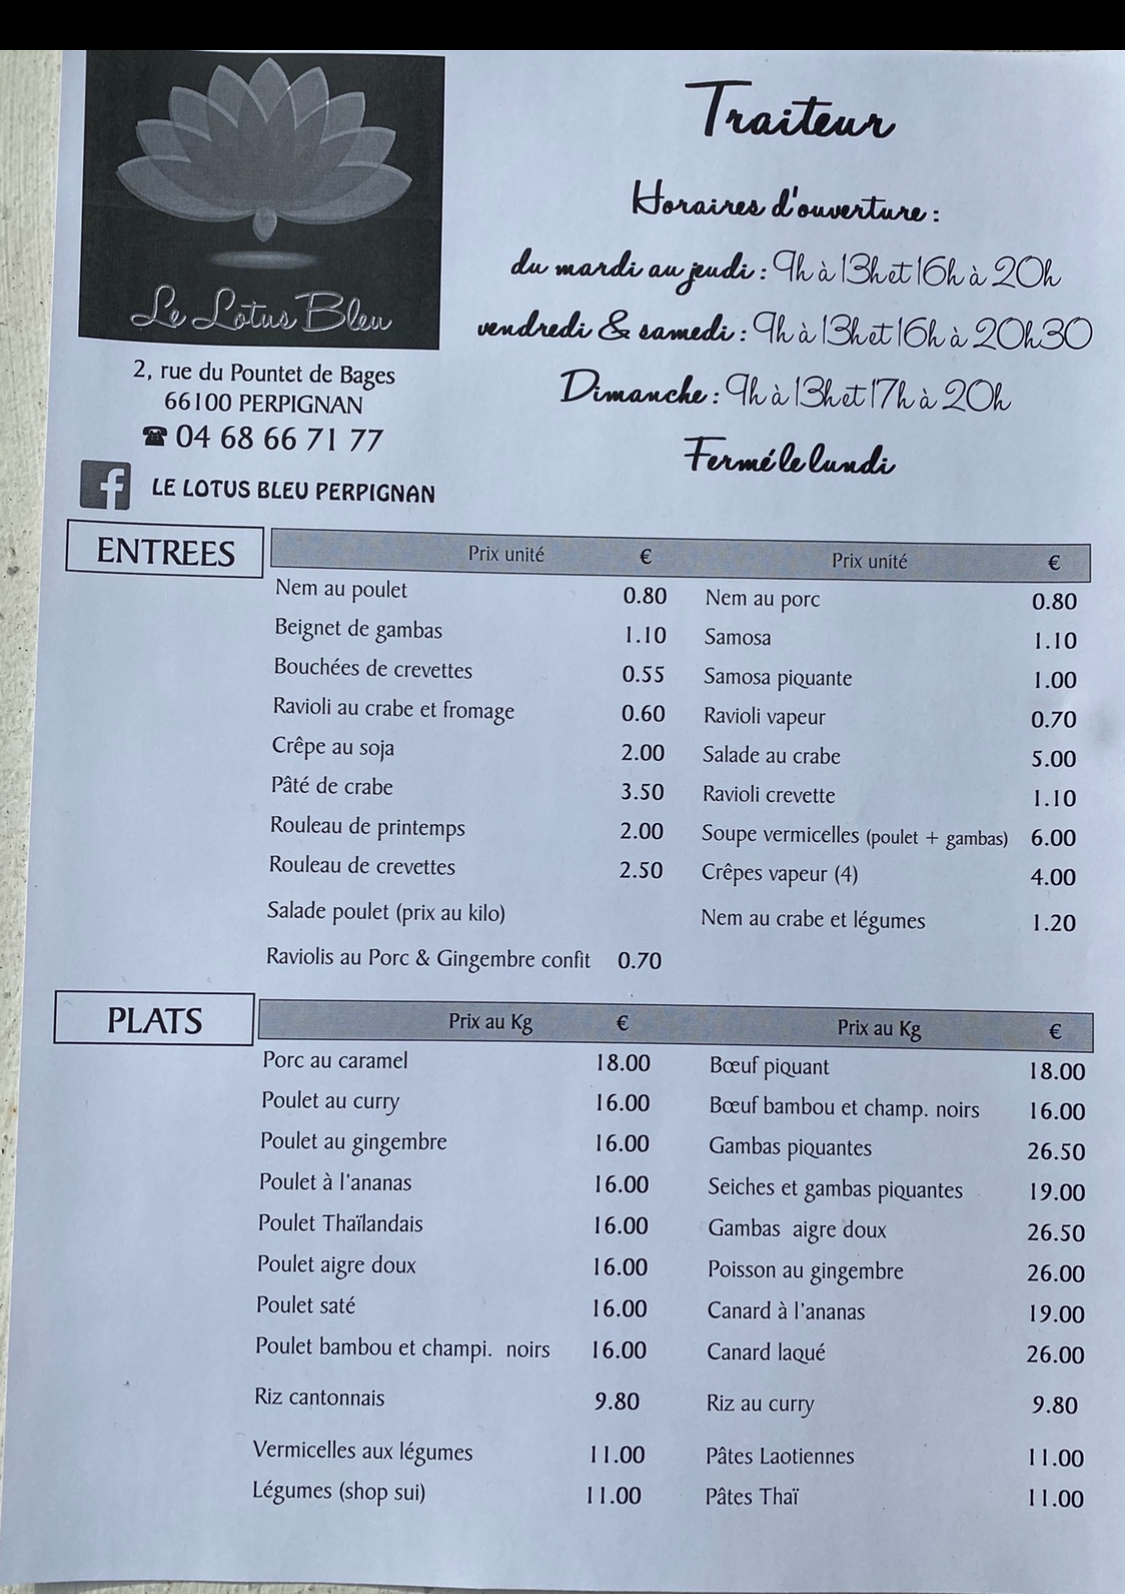 Le Lotus Bleu
2, rue du Pountet de Bages
66100 PERPIGNAN
☎ 04 68 66 71 77
f LE LOTUS BLEU PERPIGNAN
Traiteur
Horaires d'ouverture :
du mardi au jeudi : 9h à 13h et 16h à 20h
vendredi & samedi : 9h à 13h et 16h à 20h30
Dimanche : 9h à 13h et 17h à 20h
Fermé le lundi
ENTREES Prix unité € Prix unité €
Nem au poulet 0.80 Nem au porc 0.80
Beignet de gambas 1.10 Samosa 1.10
Bouchées de crevettes 0.55 Samosa piquante 1.00
Ravioli au crabe et fromage 0.60 Ravioli vapeur 0.70
Crêpe au soja 2.00 Salade au crabe 5.00
Pâté de crabe 3.50 Ravioli crevette 1.10
Rouleau de printemps 2.00 Soupe vermicelles (poulet + gambas) 6.00
Rouleau de crevettes 2.50 Crêpes vapeur (4) 4.00
Salade poulet (prix au kilo) Nem au crabe et légumes 1.20
Raviolis au Porc & Gingembre confit 0.70
PLATS Prix au Kg € Prix au Kg €
Porc au caramel 18.00 Bœuf piquant 18.00
Poulet au curry 16.00 Bœuf bambou et champ. noirs 16.00
Poulet au gingembre 16.00 Gambas piquantes 26.50
Poulet à l'ananas 16.00 Seiches et gambas piquantes 19.00
Poulet Thaïlandais 16.00 Gambas aigre doux 26.50
Poulet aigre doux 16.00 Poisson au gingembre 26.00
Poulet saté 16.00 Canard à l'ananas 19.00
Poulet bambou et champi. noirs 16.00 Canard laqué 26.00
Riz cantonnais 9.80 Riz au curry 9.80
Vermicelles aux légumes 11.00 Pâtes Laotiennes 11.00
Légumes (shop sui) 11.00 Pâtes Thaï 11.00